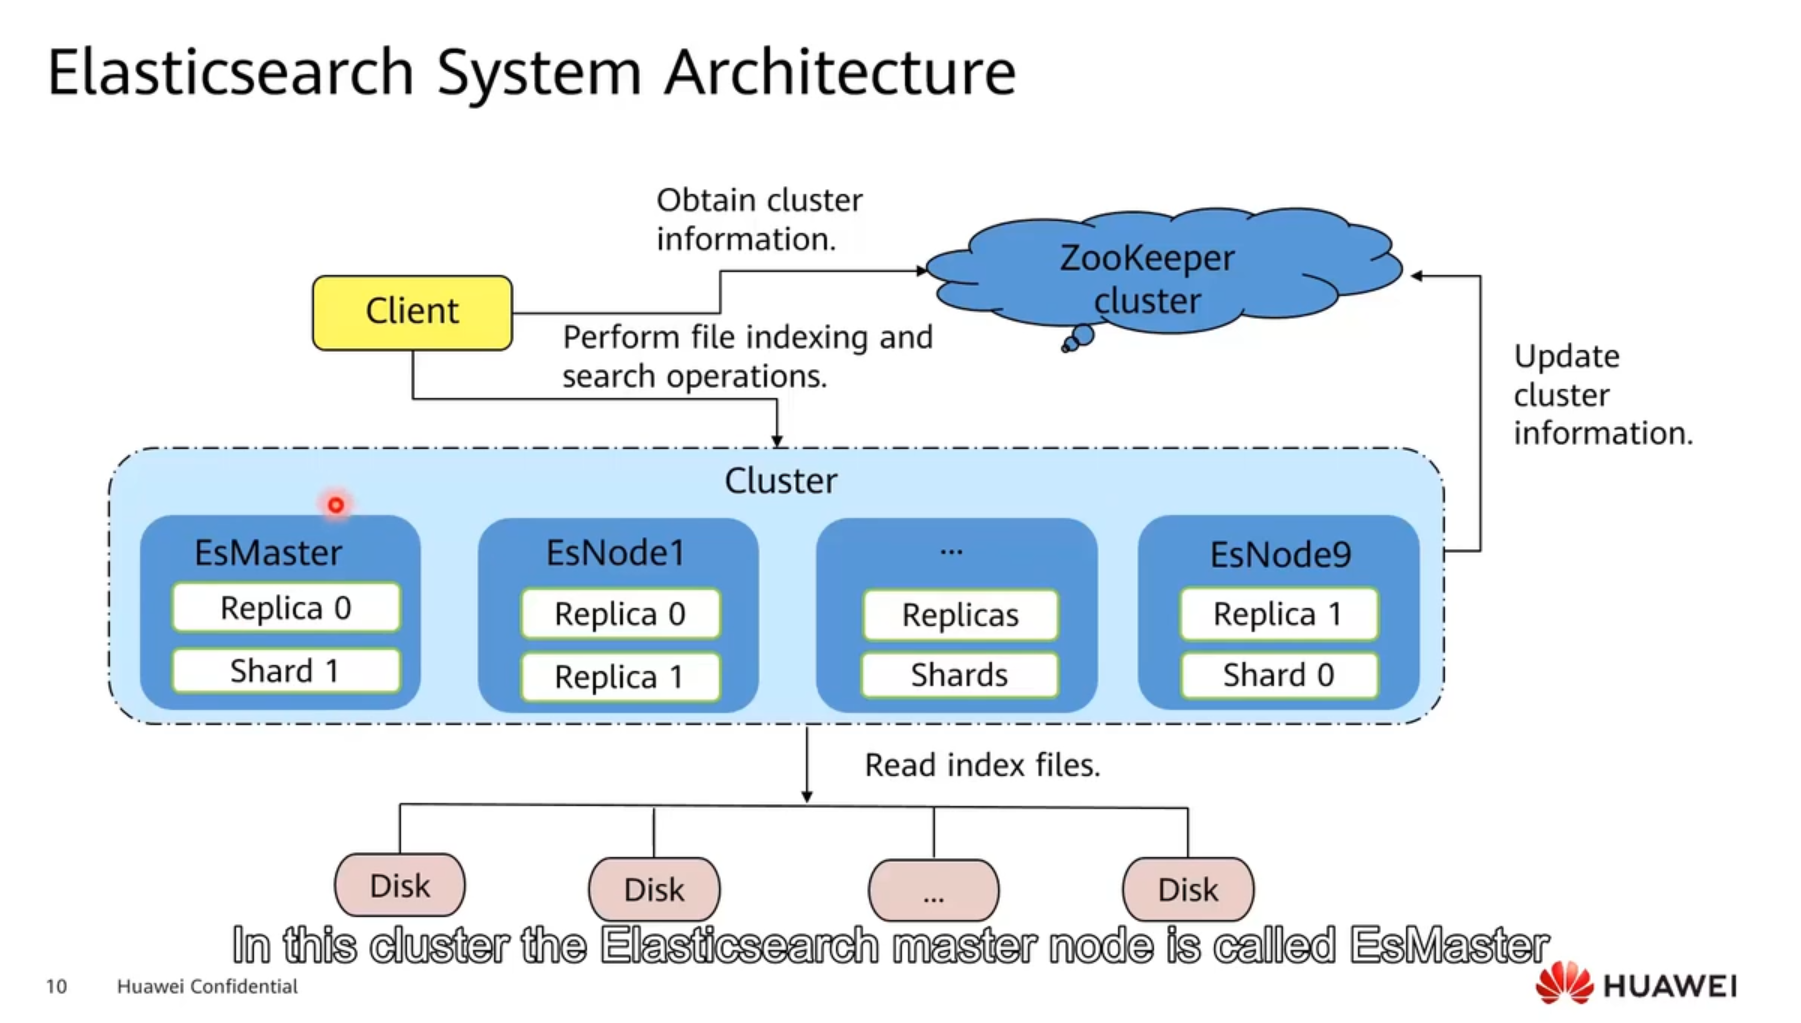 Elasticsearch System Architecture
Obtain cluster
information.
ZooKeeper
cluster
Client
Perform file indexing and
search operations.
Update
cluster
information.
Cluster
EsMaster
Replica 0
Shard 1
EsNode1
Replica 0
Replica 1
...
Replicas
Shards
EsNode9
Replica 1
Shard 0
Read index files.
Disk
Disk
...
Disk
In this cluster the Elasticsearch master node is called EsMaster
10
Huawei Confidential
HUAWEI